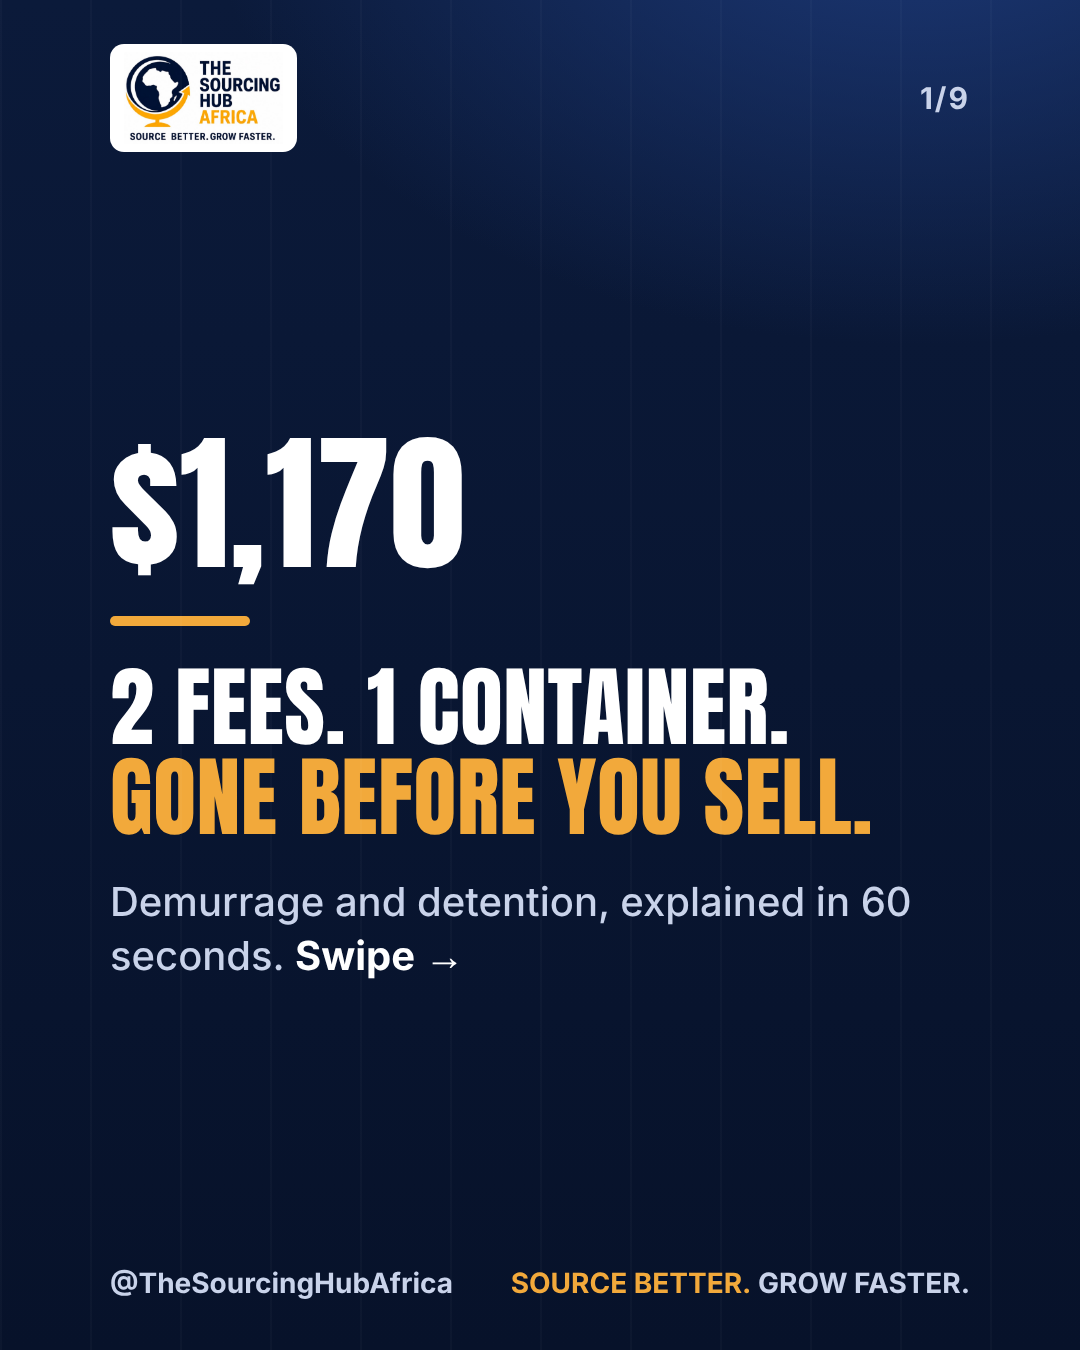 THE
SOURCING
HUB
AFRICA
SOURCE BETTER. GROW FASTER.
1/9
$1,170
2 FEES. 1 CONTAINER.
GONE BEFORE YOU SELL.
Demurrage and detention, explained in 60
seconds. Swipe →
@TheSourcingHubAfrica
SOURCE BETTER. GROW FASTER.